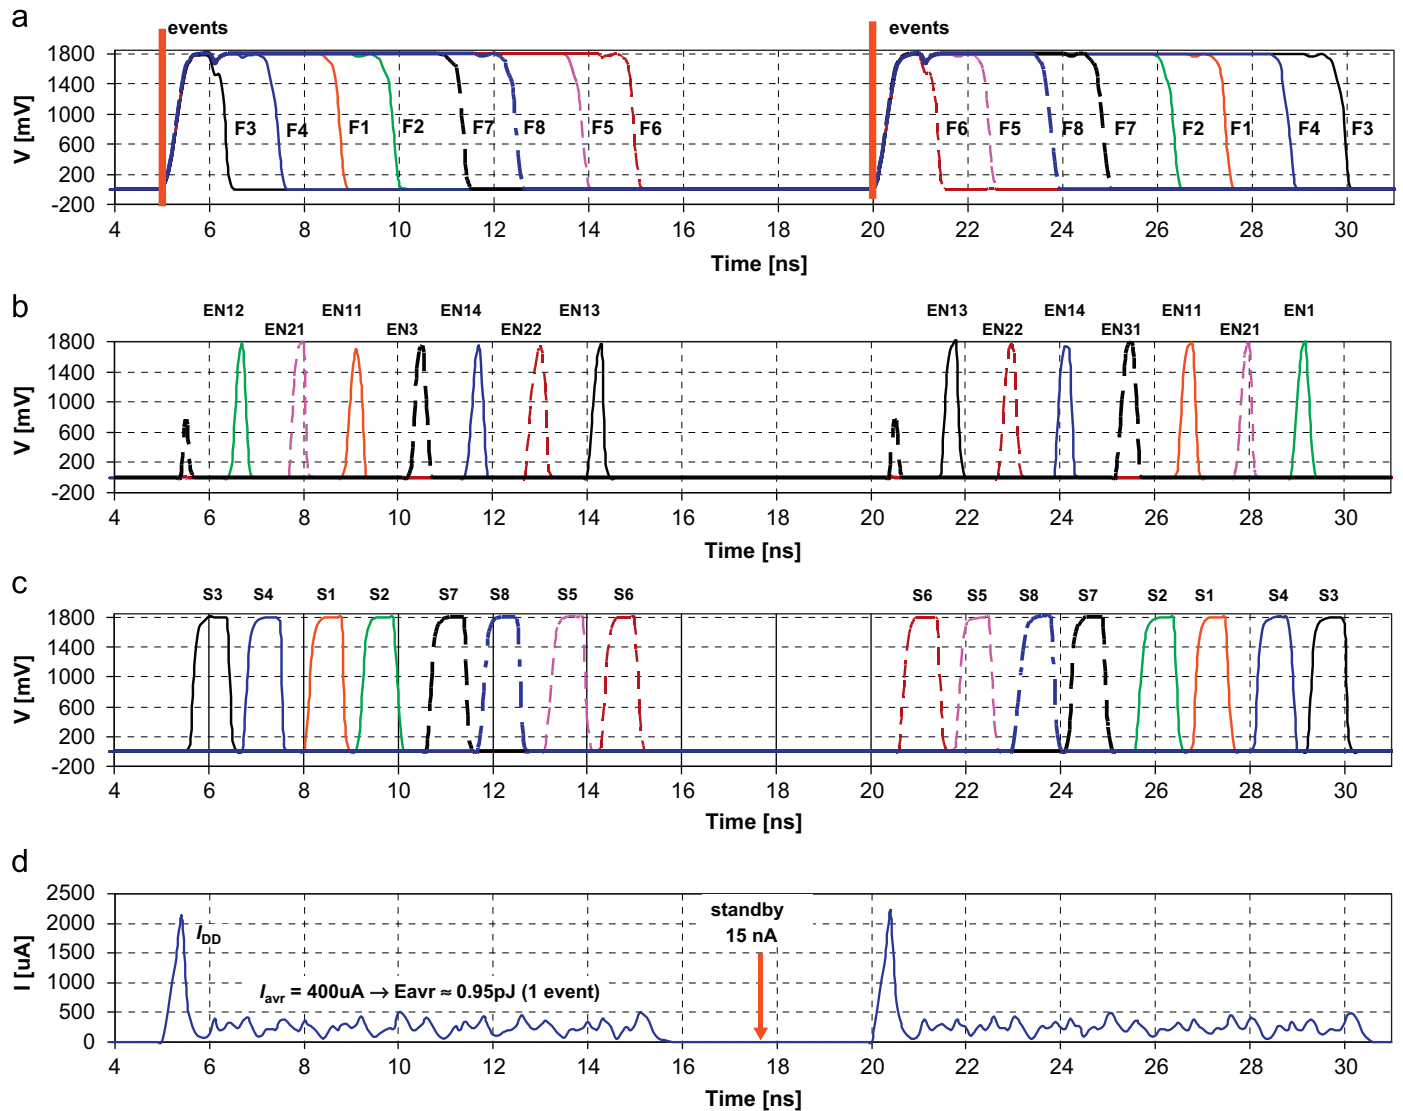 a
events events
1800
1400
1000
600
200
-200
V [mV]
F3 F4 F1 F2 F7 F8 F5 F6 F6 F5 F8 F7 F2 F1 F4 F3
4 6 8 10 12 14 16 18 20 22 24 26 28 30
Time [ns]
b
EN12 EN11 EN14 EN13 EN13 EN14 EN11 EN1
EN21 EN3 EN22 EN22 EN31 EN21
1800
1400
1000
600
200
-200
V [mV]
4 6 8 10 12 14 16 18 20 22 24 26 28 30
Time [ns]
c
S3 S4 S1 S2 S7 S8 S5 S6 S6 S5 S8 S7 S2 S1 S4 S3
1800
1400
1000
600
200
-200
V [mV]
4 6 8 10 12 14 16 18 20 22 24 26 28 30
Time [ns]
d
2500
2000
1500
1000
500
0
I [uA]
IDD
standby
15 nA
Iavr = 400uA → Eavr ≈ 0.95pJ (1 event)
4 6 8 10 12 14 16 18 20 22 24 26 28 30
Time [ns]